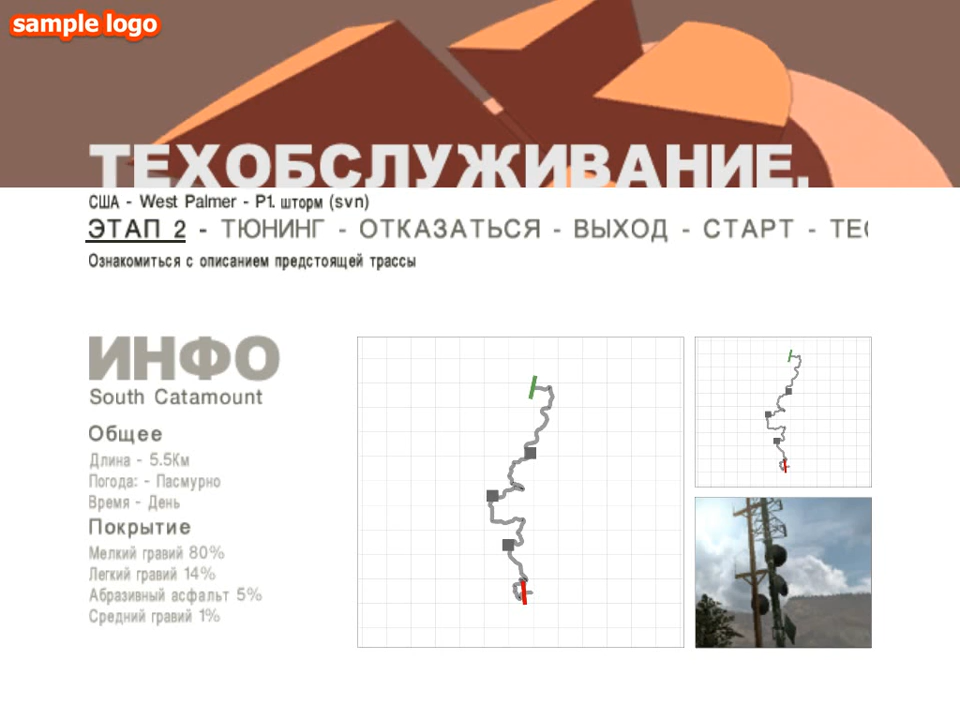 sample logo
ТЕХОБСЛУЖИВАНИЕ.
США - West Palmer - Р1. шторм (svn)
ЭТАП 2 - ТЮНИНГ - ОТКАЗАТЬСЯ - ВЫХОД - СТАРТ - ТЕС
Ознакомиться с описанием предстоящей трассы
ИНФО
South Catamount
Общее
Длина - 5.5Км
Погода: - Пасмурно
Время - День
Покрытие
Мелкий гравий 80%
Легкий гравий 14%
Абразивный асфальт 5%
Средний гравий 1%